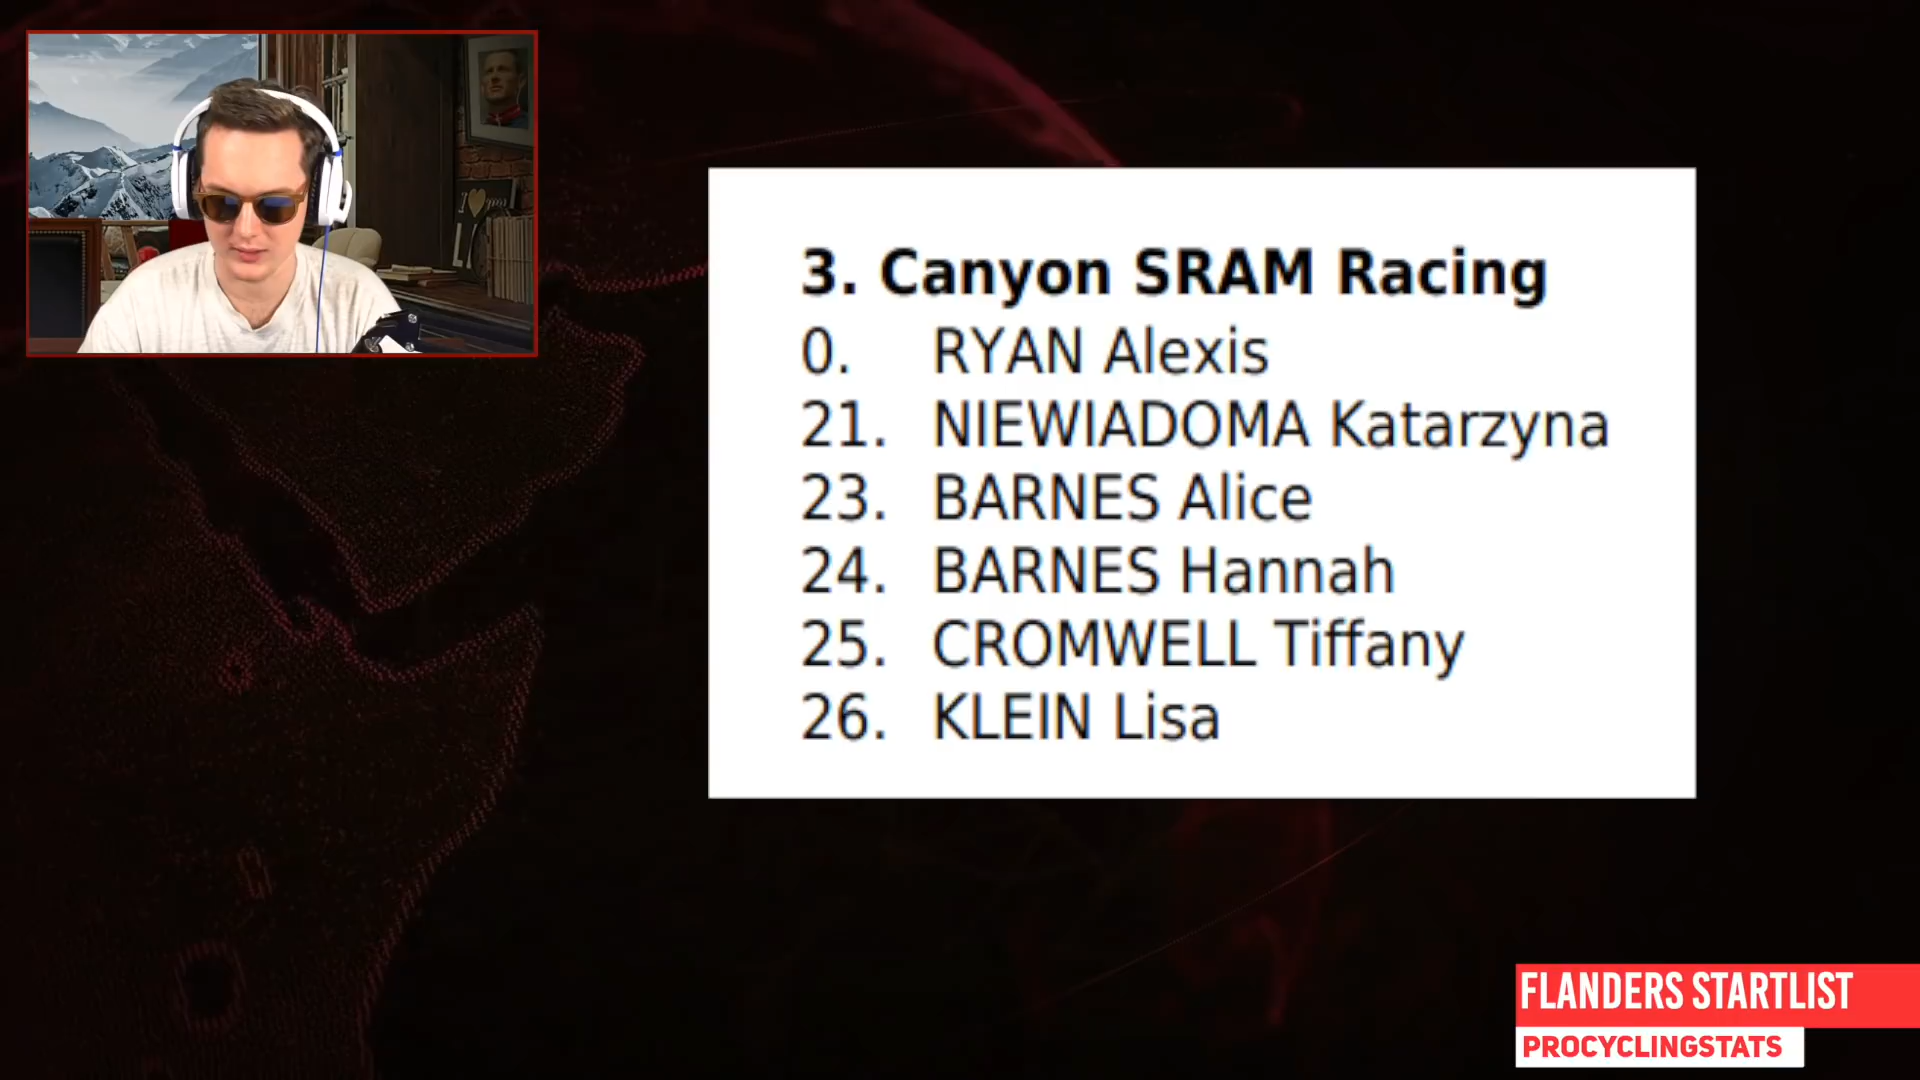 I you
3. Canyon SRAM Racing
0. RYAN Alexis
21. NIEWIADOMA Katarzyna
23. BARNES Alice
24. BARNES Hannah
25. CROMWELL Tiffany
26. KLEIN Lisa
FLANDERS STARTLIST
PROCYCLINGSTATS